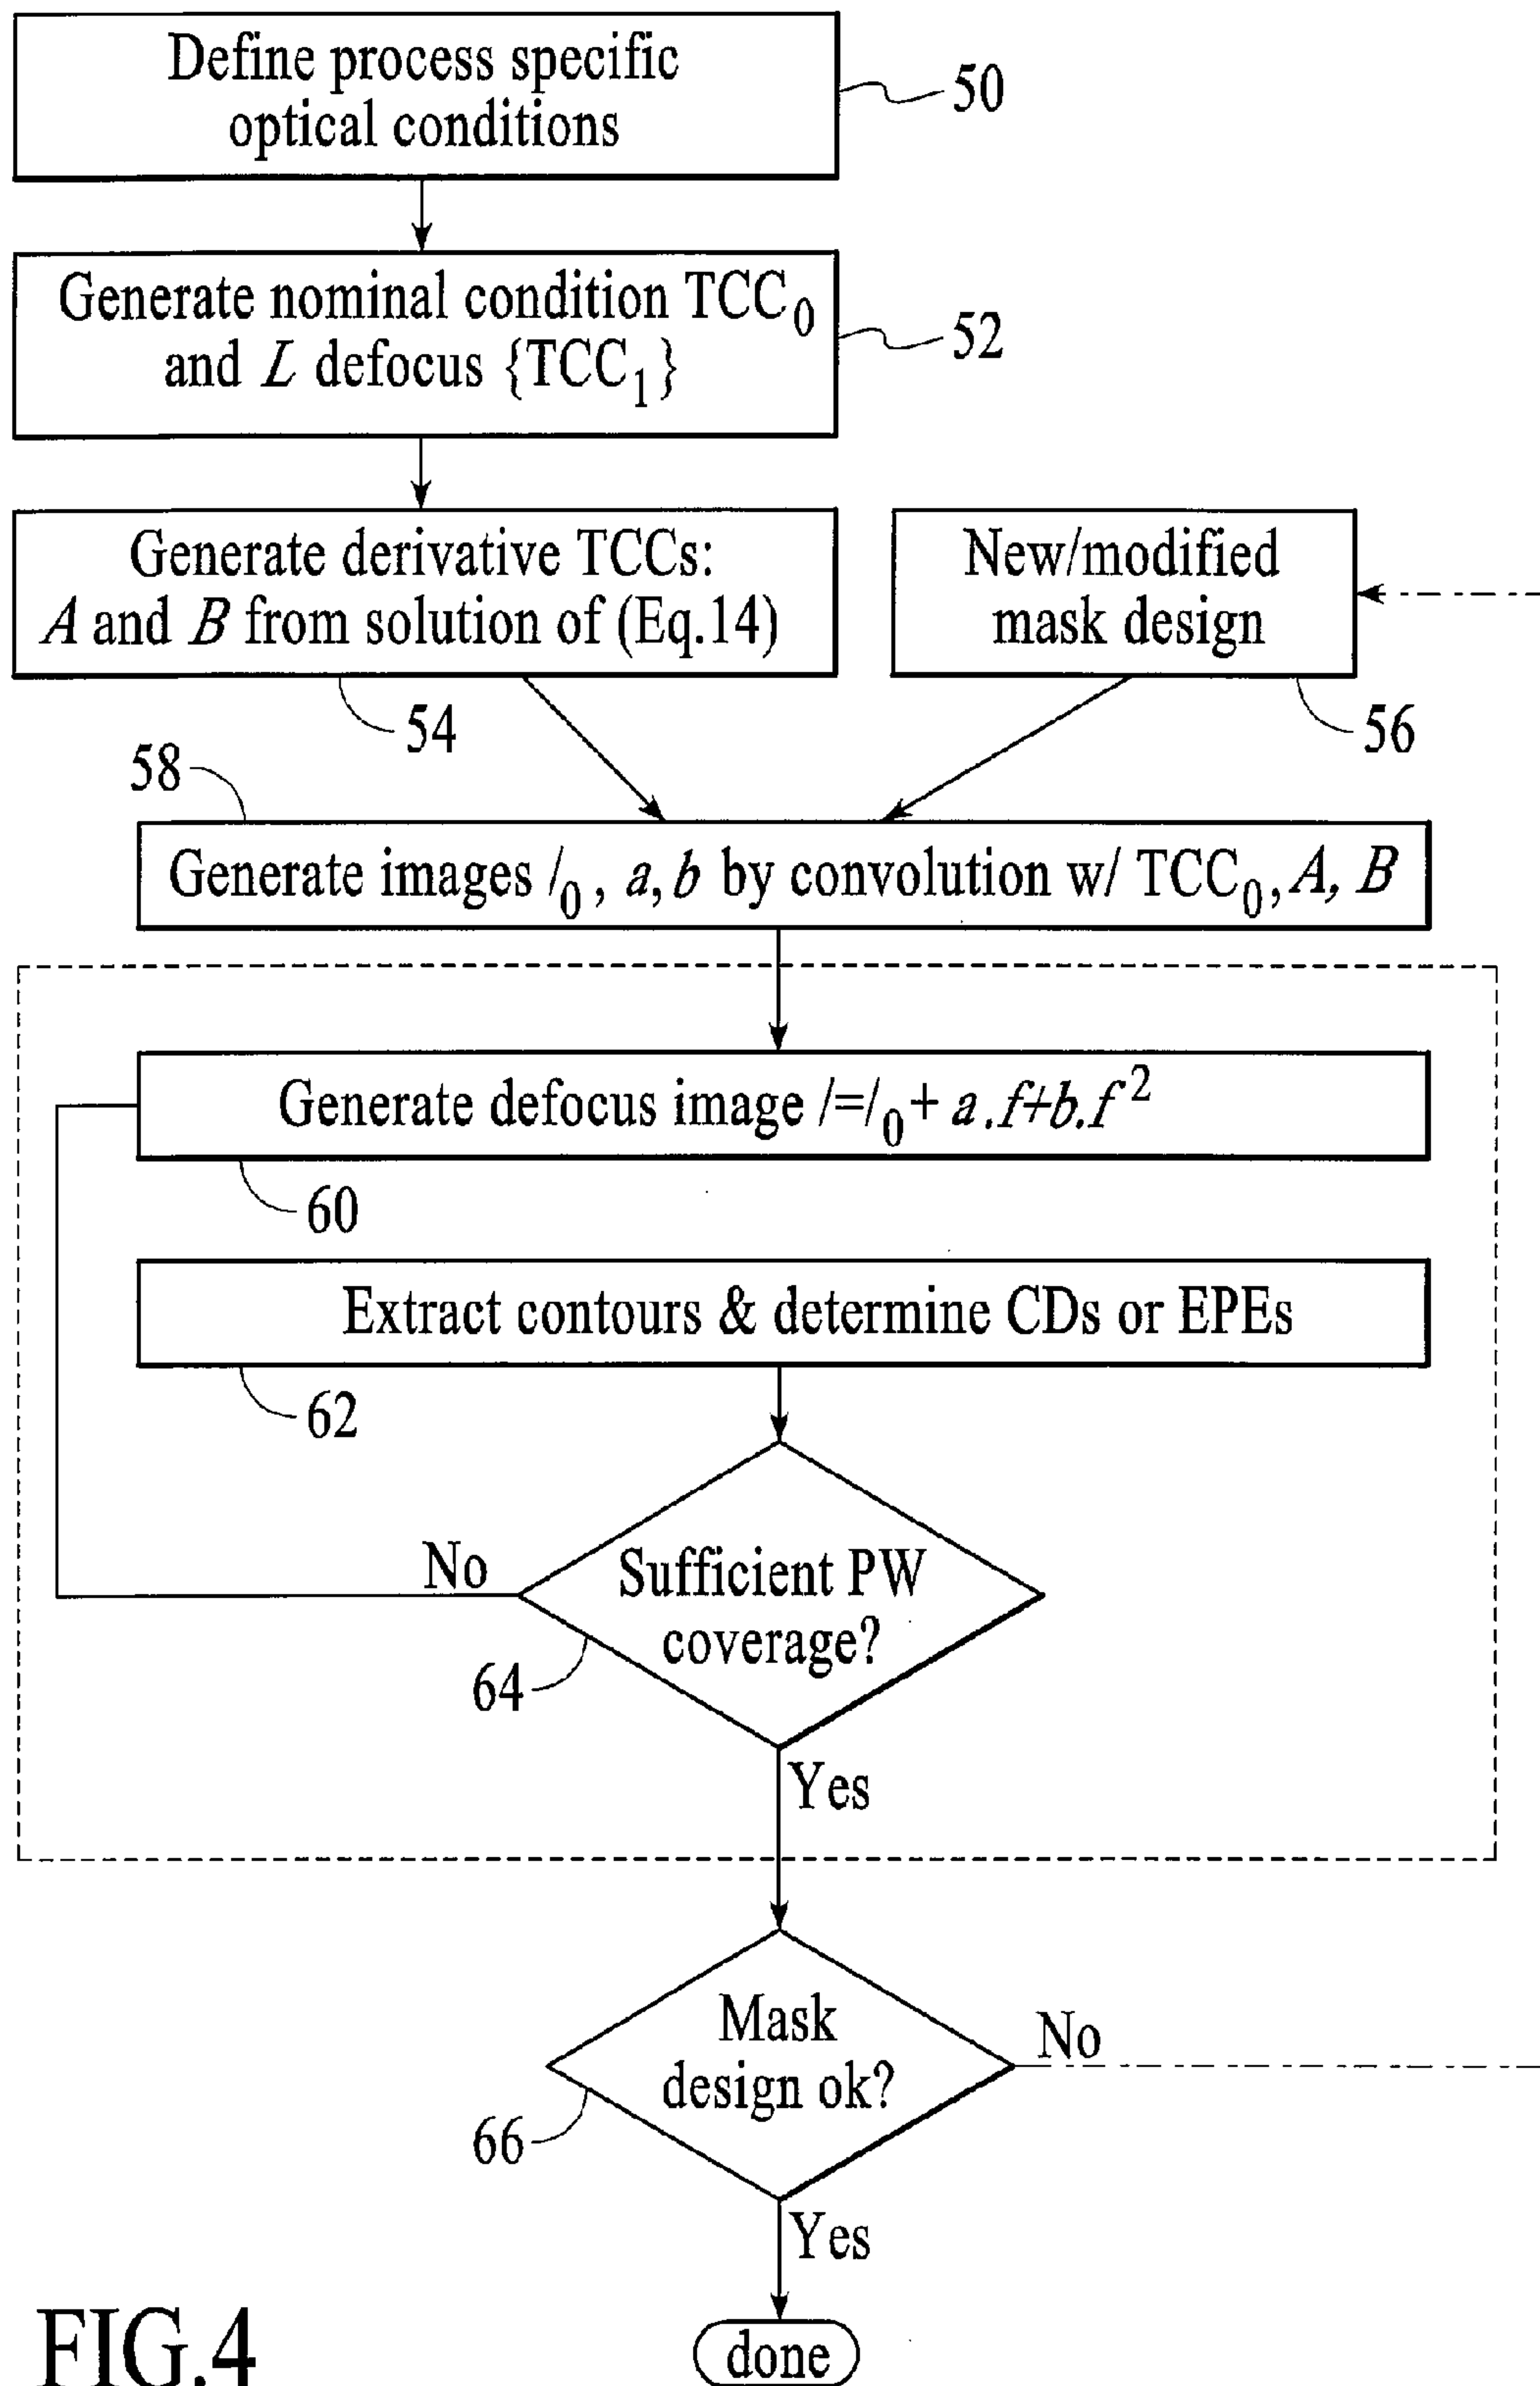 Define process specific
optical conditions
50
Generate nominal condition TCC₀
and L defocus {TCC₁}
52
Generate derivative TCCs:
A and B from solution of (Eq.14)
54
New/modified
mask design
56
58
Generate images I₀, a, b by convolution w/ TCC₀, A, B
Generate defocus image I=I₀+ a.f+b.f²
60
Extract contours & determine CDs or EPEs
62
No
Sufficient PW
coverage?
64
Yes
Mask
design ok?
No
66
Yes
done
FIG.4